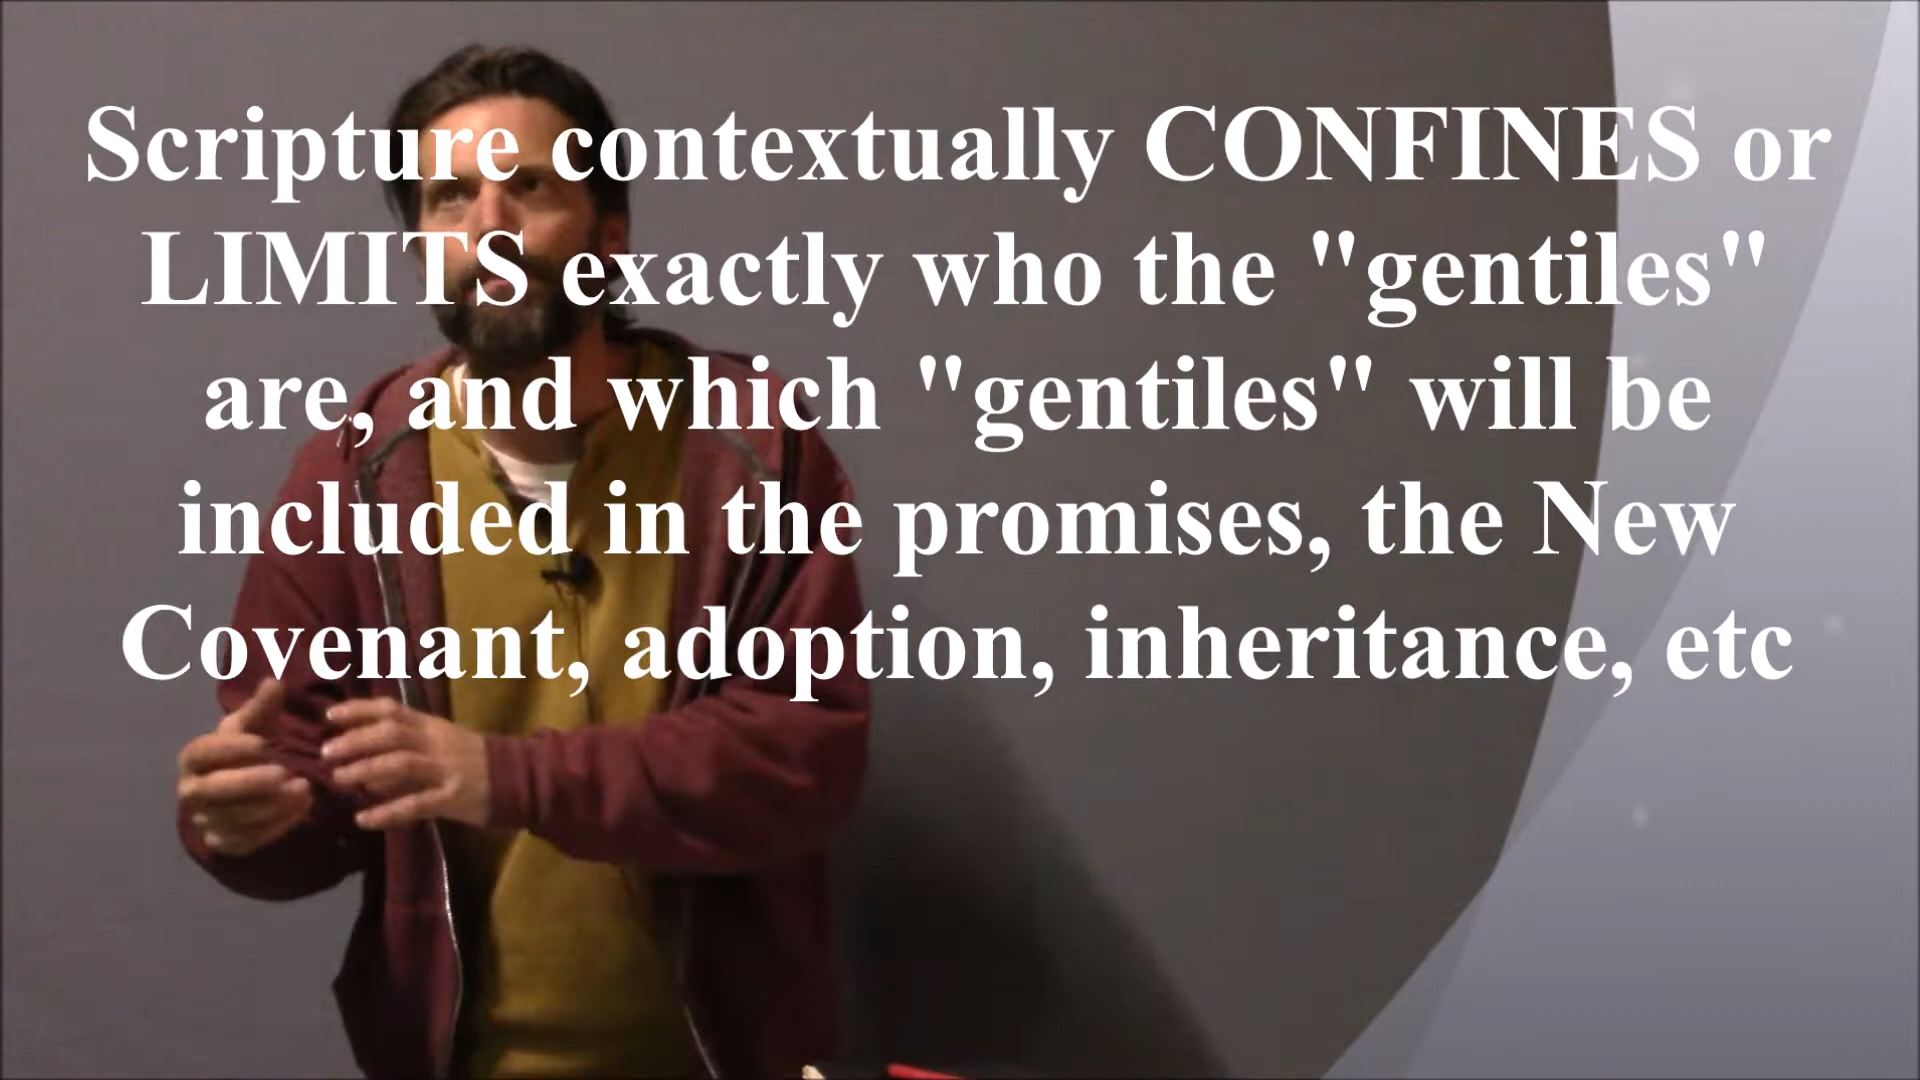 Scripture contextually CONFINES or
LIMITS exactly who the "gentiles"
are, and which "gentiles" will be
included in the promises, the New
Covenant, adoption, inheritance, etc